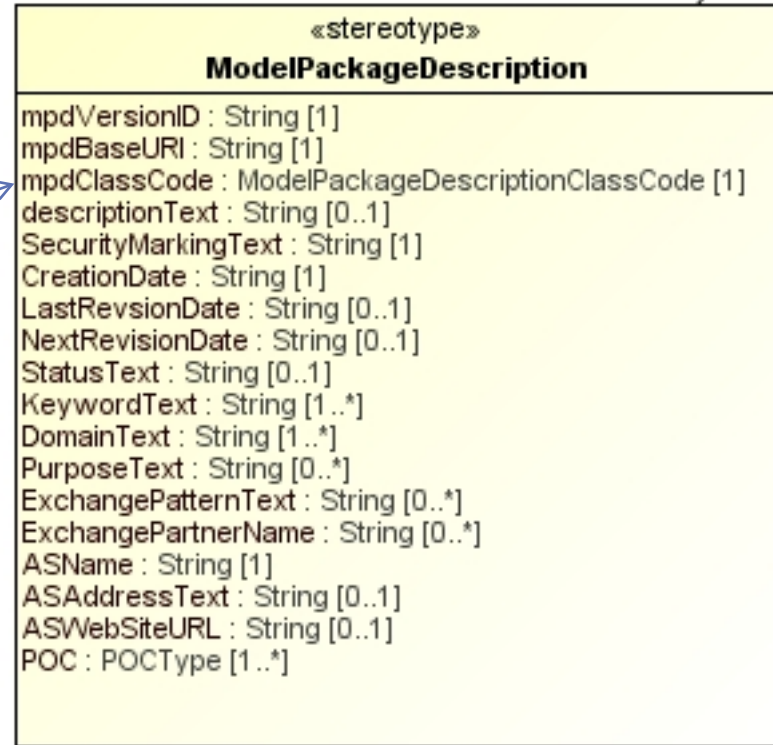 «stereotype»
ModelPackageDescription
mpdVersionID : String [1]
mpdBaseURI : String [1]
mpdClassCode : ModelPackageDescriptionClassCode [1]
descriptionText : String [0..1]
SecurityMarkingText : String [1]
CreationDate : String [1]
LastRevsionDate : String [0..1]
NextRevisionDate : String [0..1]
StatusText : String [0..1]
KeywordText : String [1..*]
DomainText : String [1..*]
PurposeText : String [0..*]
ExchangePatternText : String [0..*]
ExchangePartnerName : String [0..*]
ASName : String [1]
ASAddressText : String [0..1]
ASWebSiteURL : String [0..1]
POC : POCType [1..*]